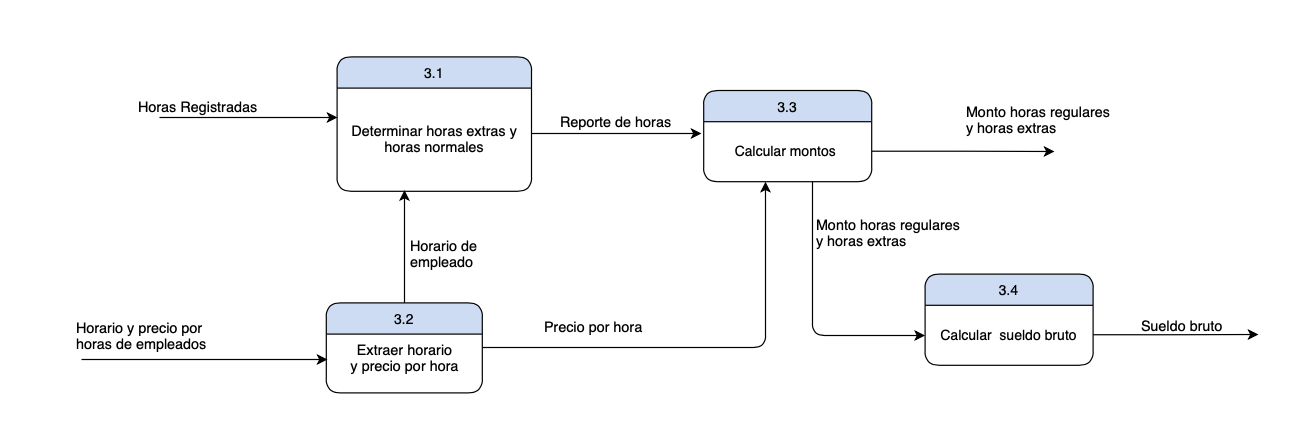 3.1
Horas Registradas
Determinar horas extras y
horas normales
Reporte de horas
3.3
Calcular montos
Monto horas regulares
y horas extras
Horario de
empleado
Monto horas regulares
y horas extras
3.2
Extraer horario
y precio por hora
Horario y precio por
horas de empleados
Precio por hora
3.4
Calcular sueldo bruto
Sueldo bruto